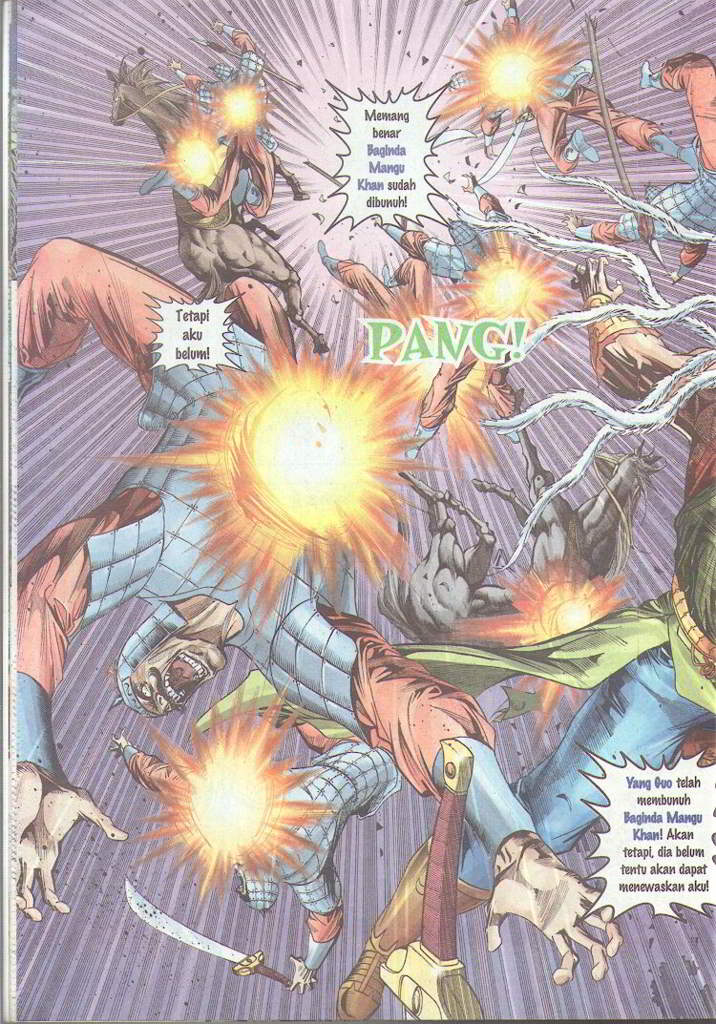 Memang
benar
Baginda
Mangu
Khan sudah
dibunuh!
Tetapi
aku
belum!
PANG!
Yang Guo telah
membunuh
Baginda Mangu
Khan! Akan
tetapi, dia belum
tentu akan dapat
menewaskan aku!